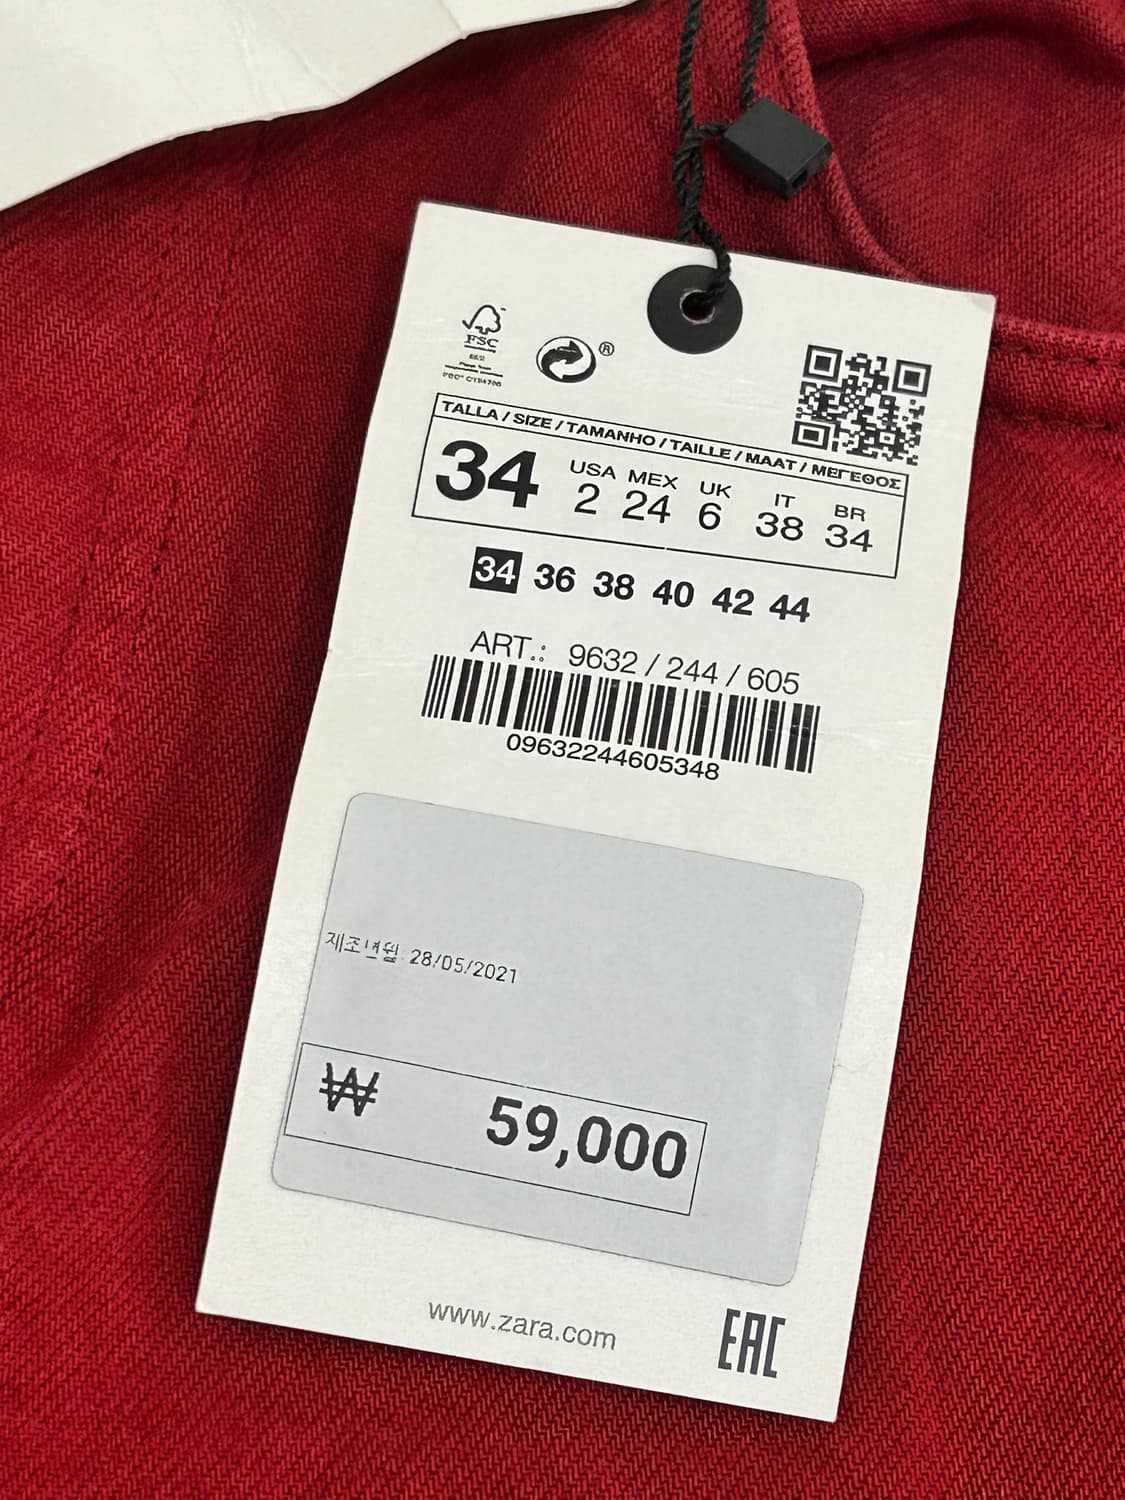 FSC
®
TALLA / SIZE / TAMANHO / TAILLE / MAAT / ΜΕΓΕΘΟΣ
34
USA MEX UK IT BR
2 24 6 38 34
34 36 38 40 42 44
ART.: 9632 / 244 / 605
09632244605348
제조년월 28/05/2021
₩ 59,000
www.zara.com
EAC